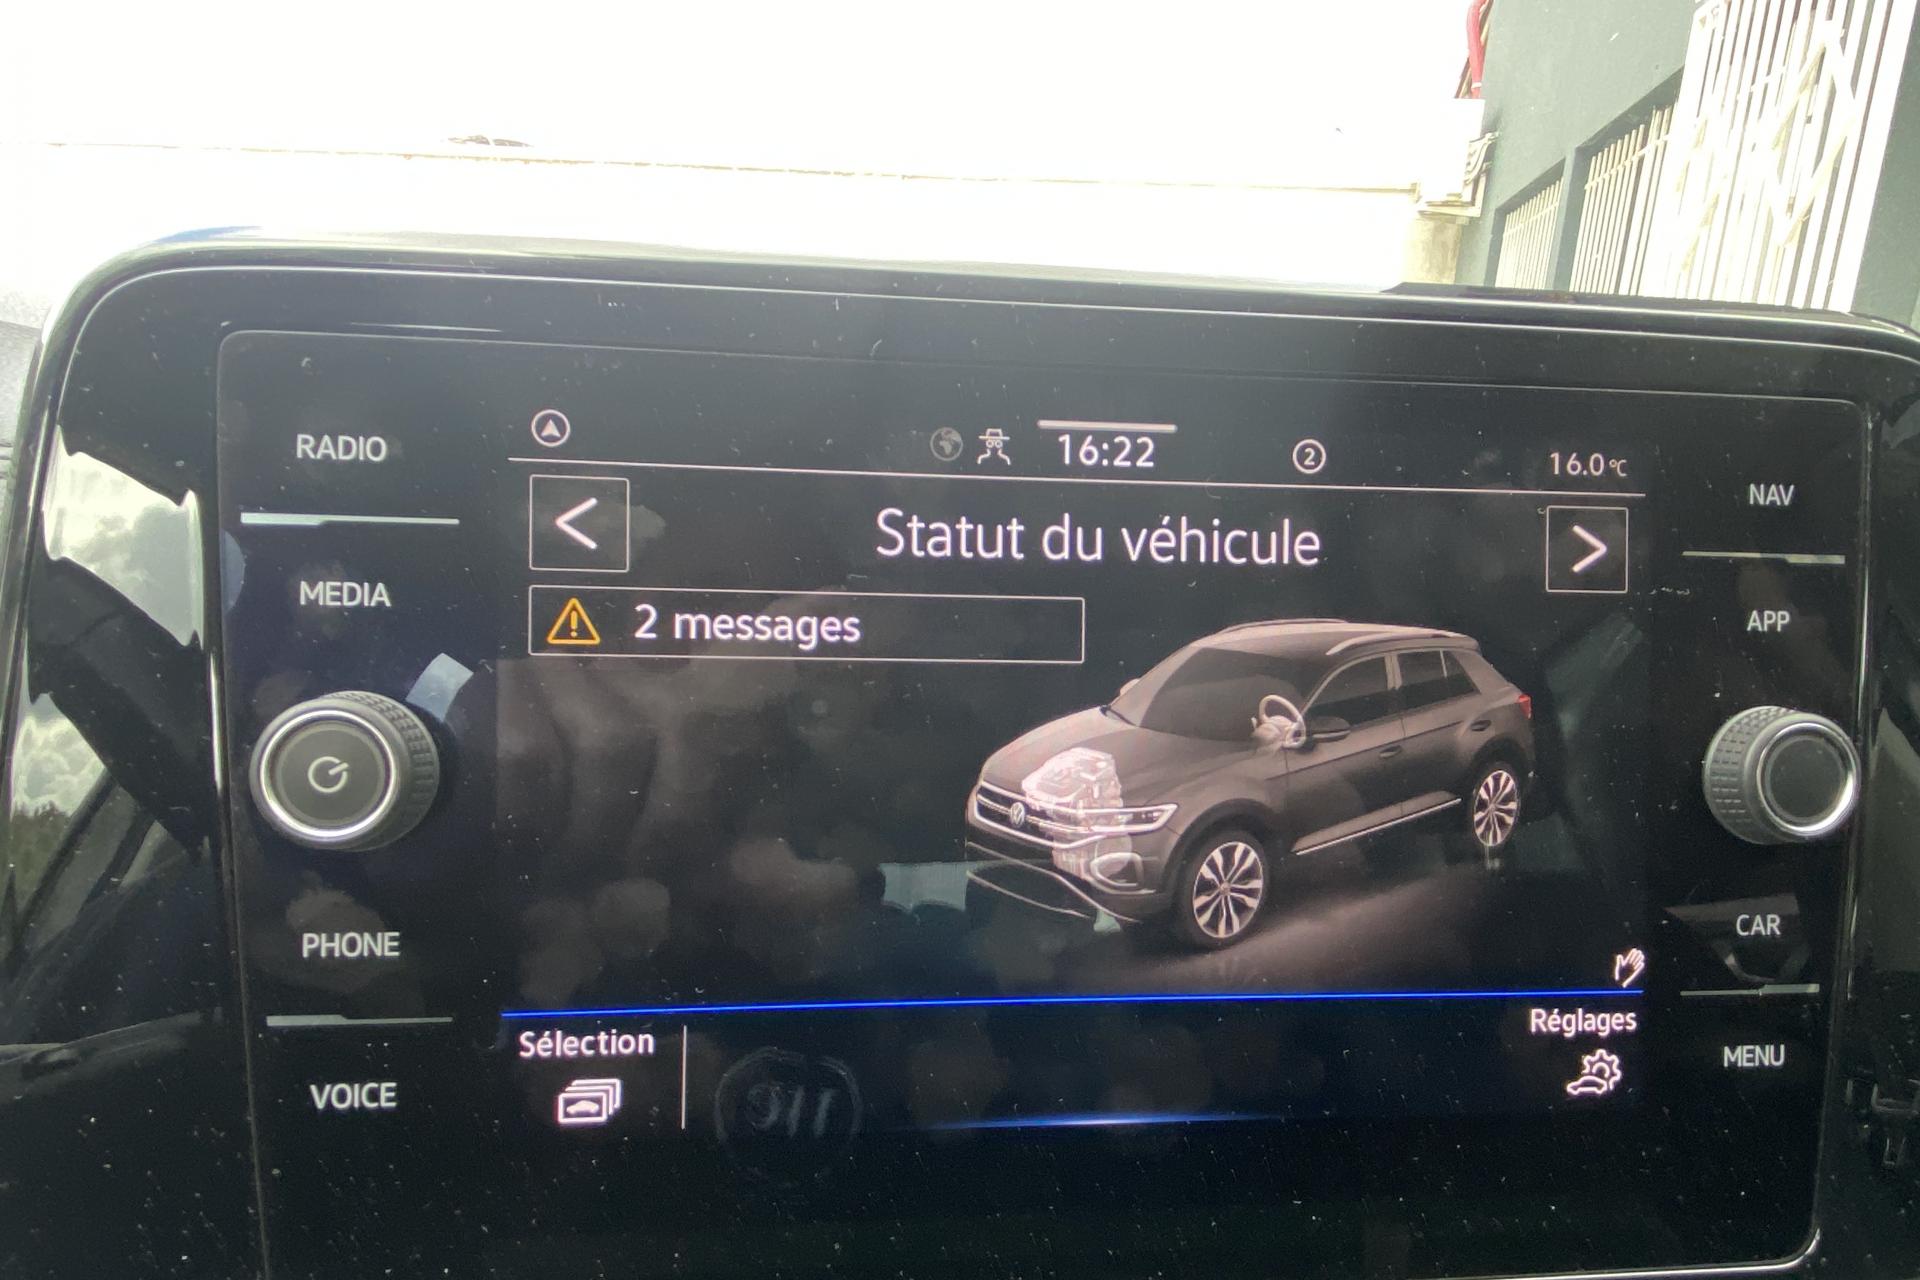 RADIO
MEDIA
PHONE
VOICE
16:22
2
16.0°C
Statut du véhicule
2 messages
Sélection
Réglages
NAV
APP
CAR
MENU